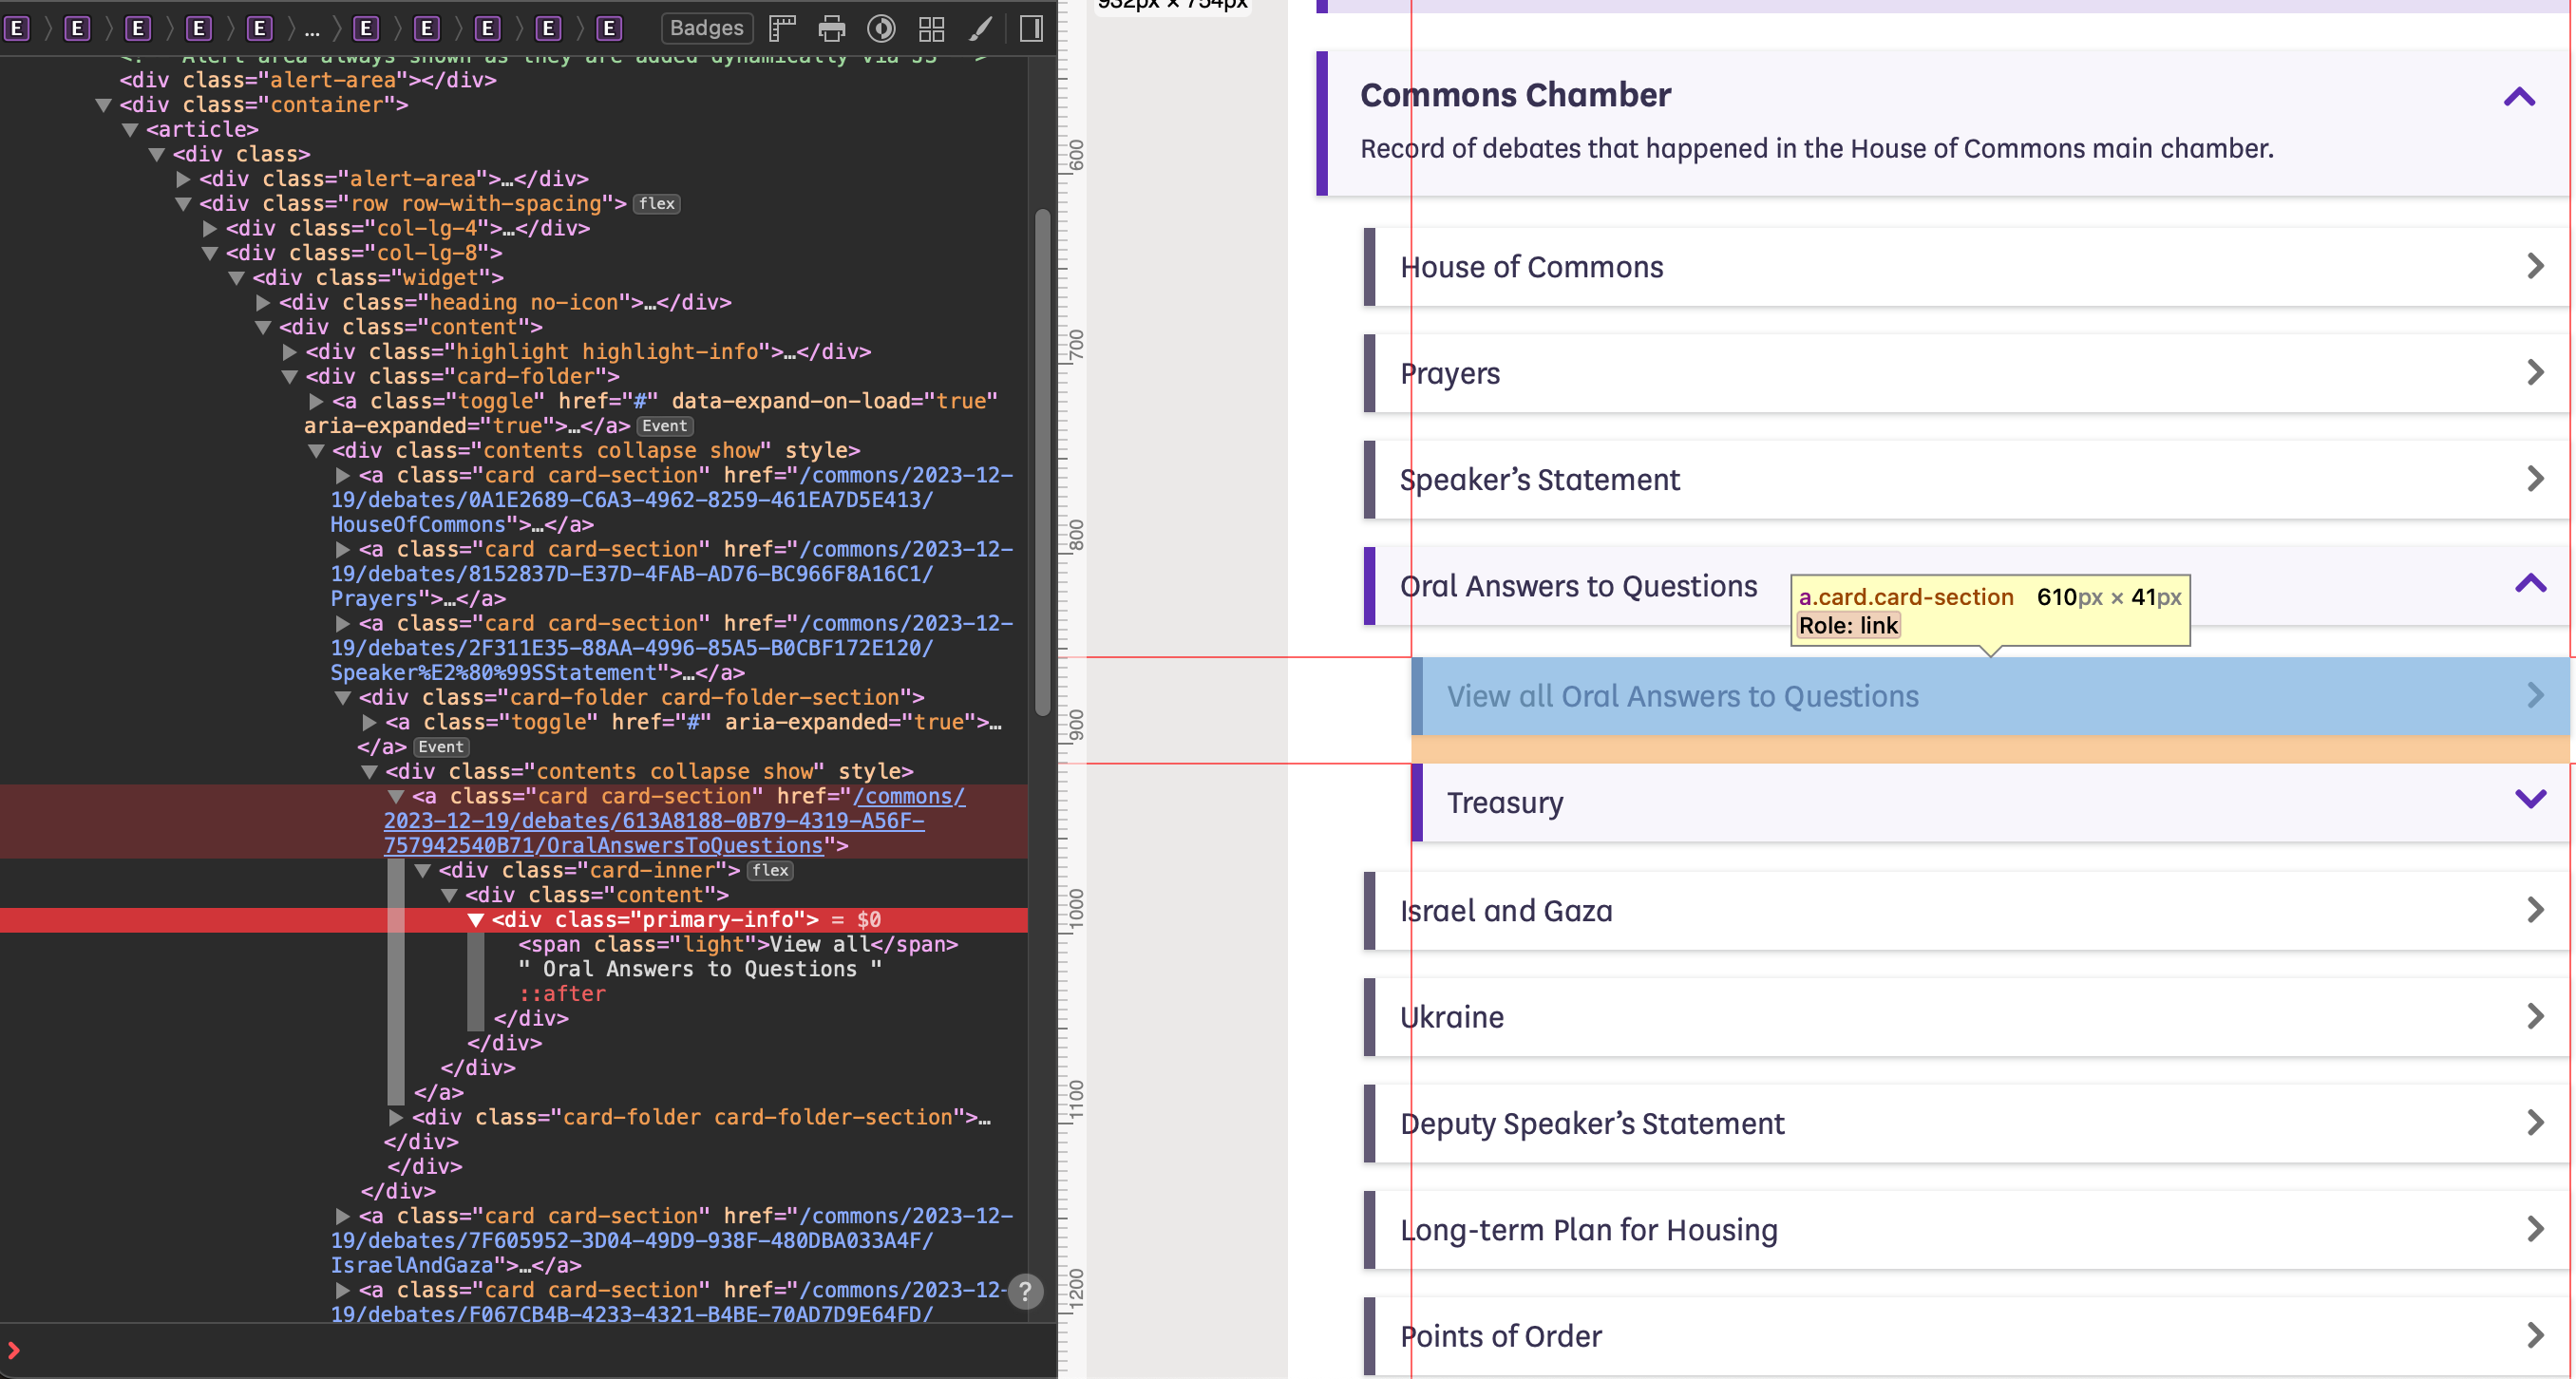 E E E E E ... E E E E E Badges
<!-- Alert area always shown as they are added dynamically via JS -->
<div class="alert-area"></div>
<div class="container">
<article>
<div class>
<div class="alert-area">…</div>
<div class="row row-with-spacing"> flex
<div class="col-lg-4">…</div>
<div class="col-lg-8">
<div class="widget">
<div class="heading no-icon">…</div>
<div class="content">
<div class="highlight highlight-info">…</div>
<div class="card-folder">
<a class="toggle" href="#" data-expand-on-load="true"
aria-expanded="true">…</a> Event
<div class="contents collapse show" style>
<a class="card card-section" href="/commons/2023-12-
19/debates/0A1E2689-C6A3-4962-8259-461EA7D5E413/
HouseOfCommons">…</a>
<a class="card card-section" href="/commons/2023-12-
19/debates/8152837D-E37D-4FAB-AD76-BC966F8A16C1/
Prayers">…</a>
<a class="card card-section" href="/commons/2023-12-
19/debates/2F311E35-88AA-4996-85A5-B0CBF172E120/
Speaker%E2%80%99SStatement">…</a>
<div class="card-folder card-folder-section">
<a class="toggle" href="#" aria-expanded="true">…
</a> Event
<div class="contents collapse show" style>
<a class="card card-section" href="/commons/
2023-12-19/debates/613A8188-0B79-4319-A56F-
757942540B71/OralAnswersToQuestions">
<div class="card-inner"> flex
<div class="content">
<div class="primary-info"> = $0
<span class="light">View all</span>
" Oral Answers to Questions "
::after
</div>
</div>
</div>
</a>
<div class="card-folder card-folder-section">…
</div>
</div>
</div>
<a class="card card-section" href="/commons/2023-12-
19/debates/7F605952-3D04-49D9-938F-480DBA033A4F/
IsraelAndGaza">…</a>
<a class="card card-section" href="/commons/2023-12-
19/debates/F067CB4B-4233-4321-B4BE-70AD7D9E64FD/
?
932px × 754px
600
700
800
900
1000
1100
1200
Commons Chamber
Record of debates that happened in the House of Commons main chamber.
House of Commons
Prayers
Speaker’s Statement
Oral Answers to Questions
a.card.card-section 610px × 41px
Role: link
View all Oral Answers to Questions
Treasury
Israel and Gaza
Ukraine
Deputy Speaker’s Statement
Long-term Plan for Housing
Points of Order